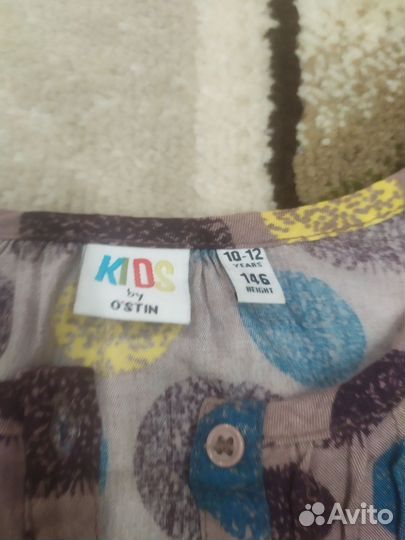 KIDS
by
O'STIN
10-12
YEARS
146
HEIGHT
Avito